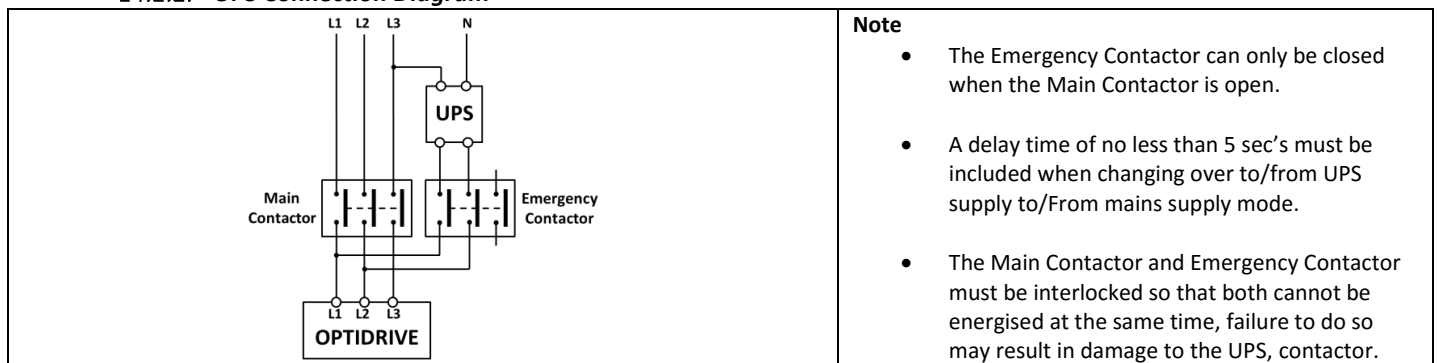 UPS Connection Diagram
L1 L2 L3 N
UPS
Main
Contactor
Emergency
Contactor
L1 L2 L3
OPTIDRIVE
Note
• The Emergency Contactor can only be closed
when the Main Contactor is open.
• A delay time of no less than 5 sec’s must be
included when changing over to/from UPS
supply to/From mains supply mode.
• The Main Contactor and Emergency Contactor
must be interlocked so that both cannot be
energised at the same time, failure to do so
may result in damage to the UPS, contactor.